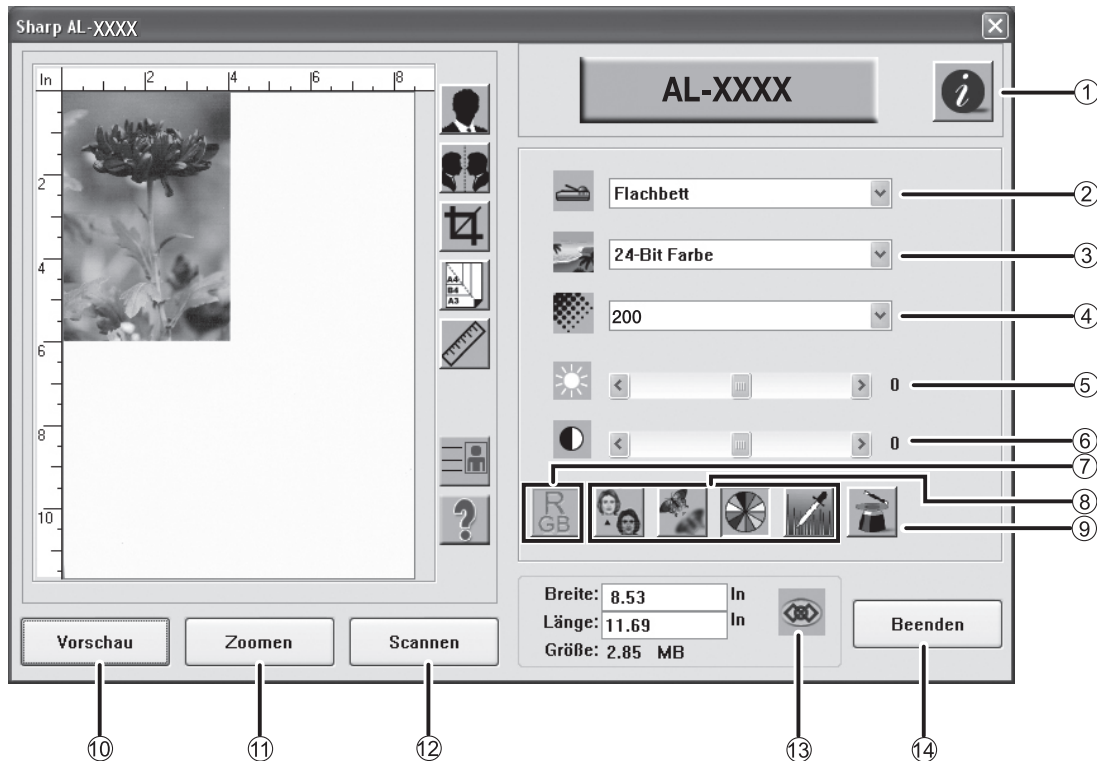 Sharp AL-XXXX
In 2 4 6 8
2
4
6
8
10
A4
B4
A3
AL-XXXX
i
①
Flachbett
②
24-Bit Farbe
③
200
④
0
⑤
0
⑥
⑦
R
GB
⑧
⑨
?
Breite: 8.53 In
Länge: 11.69 In
Größe: 2.85 MB
Vorschau Zoomen Scannen
Beenden
⑩ ⑪ ⑫ ⑬ ⑭